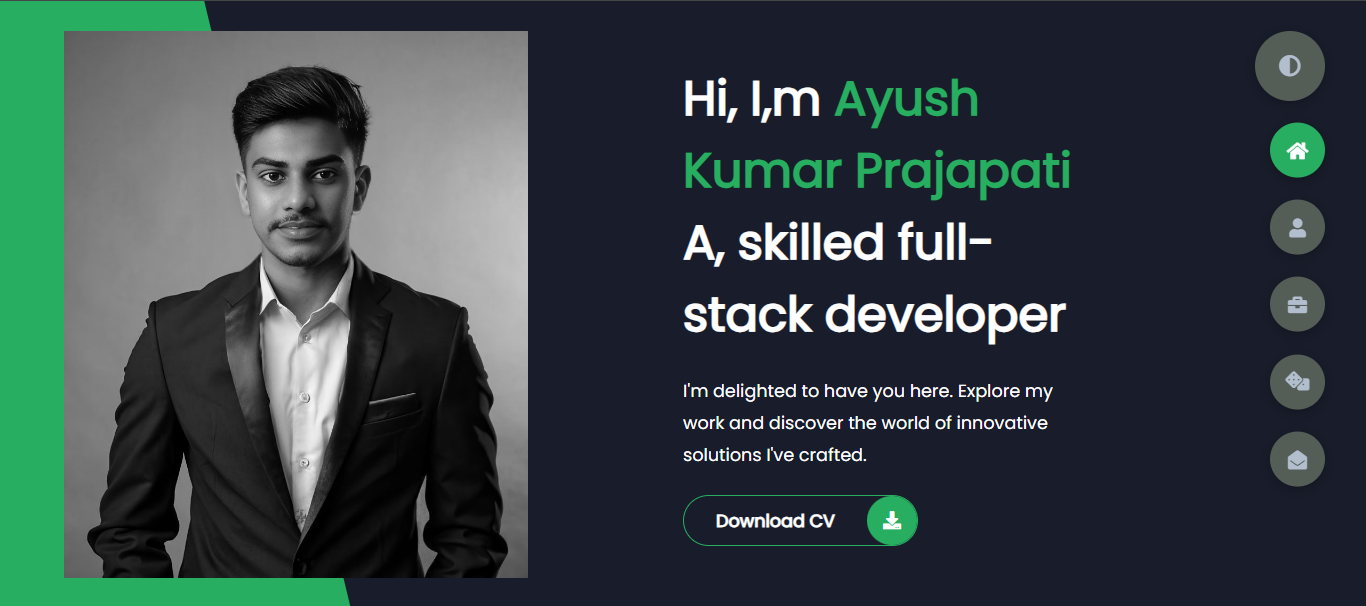 Hi, I,m Ayush
Kumar Prajapati
A, skilled full-
stack developer
I'm delighted to have you here. Explore my
work and discover the world of innovative
solutions I've crafted.
Download CV